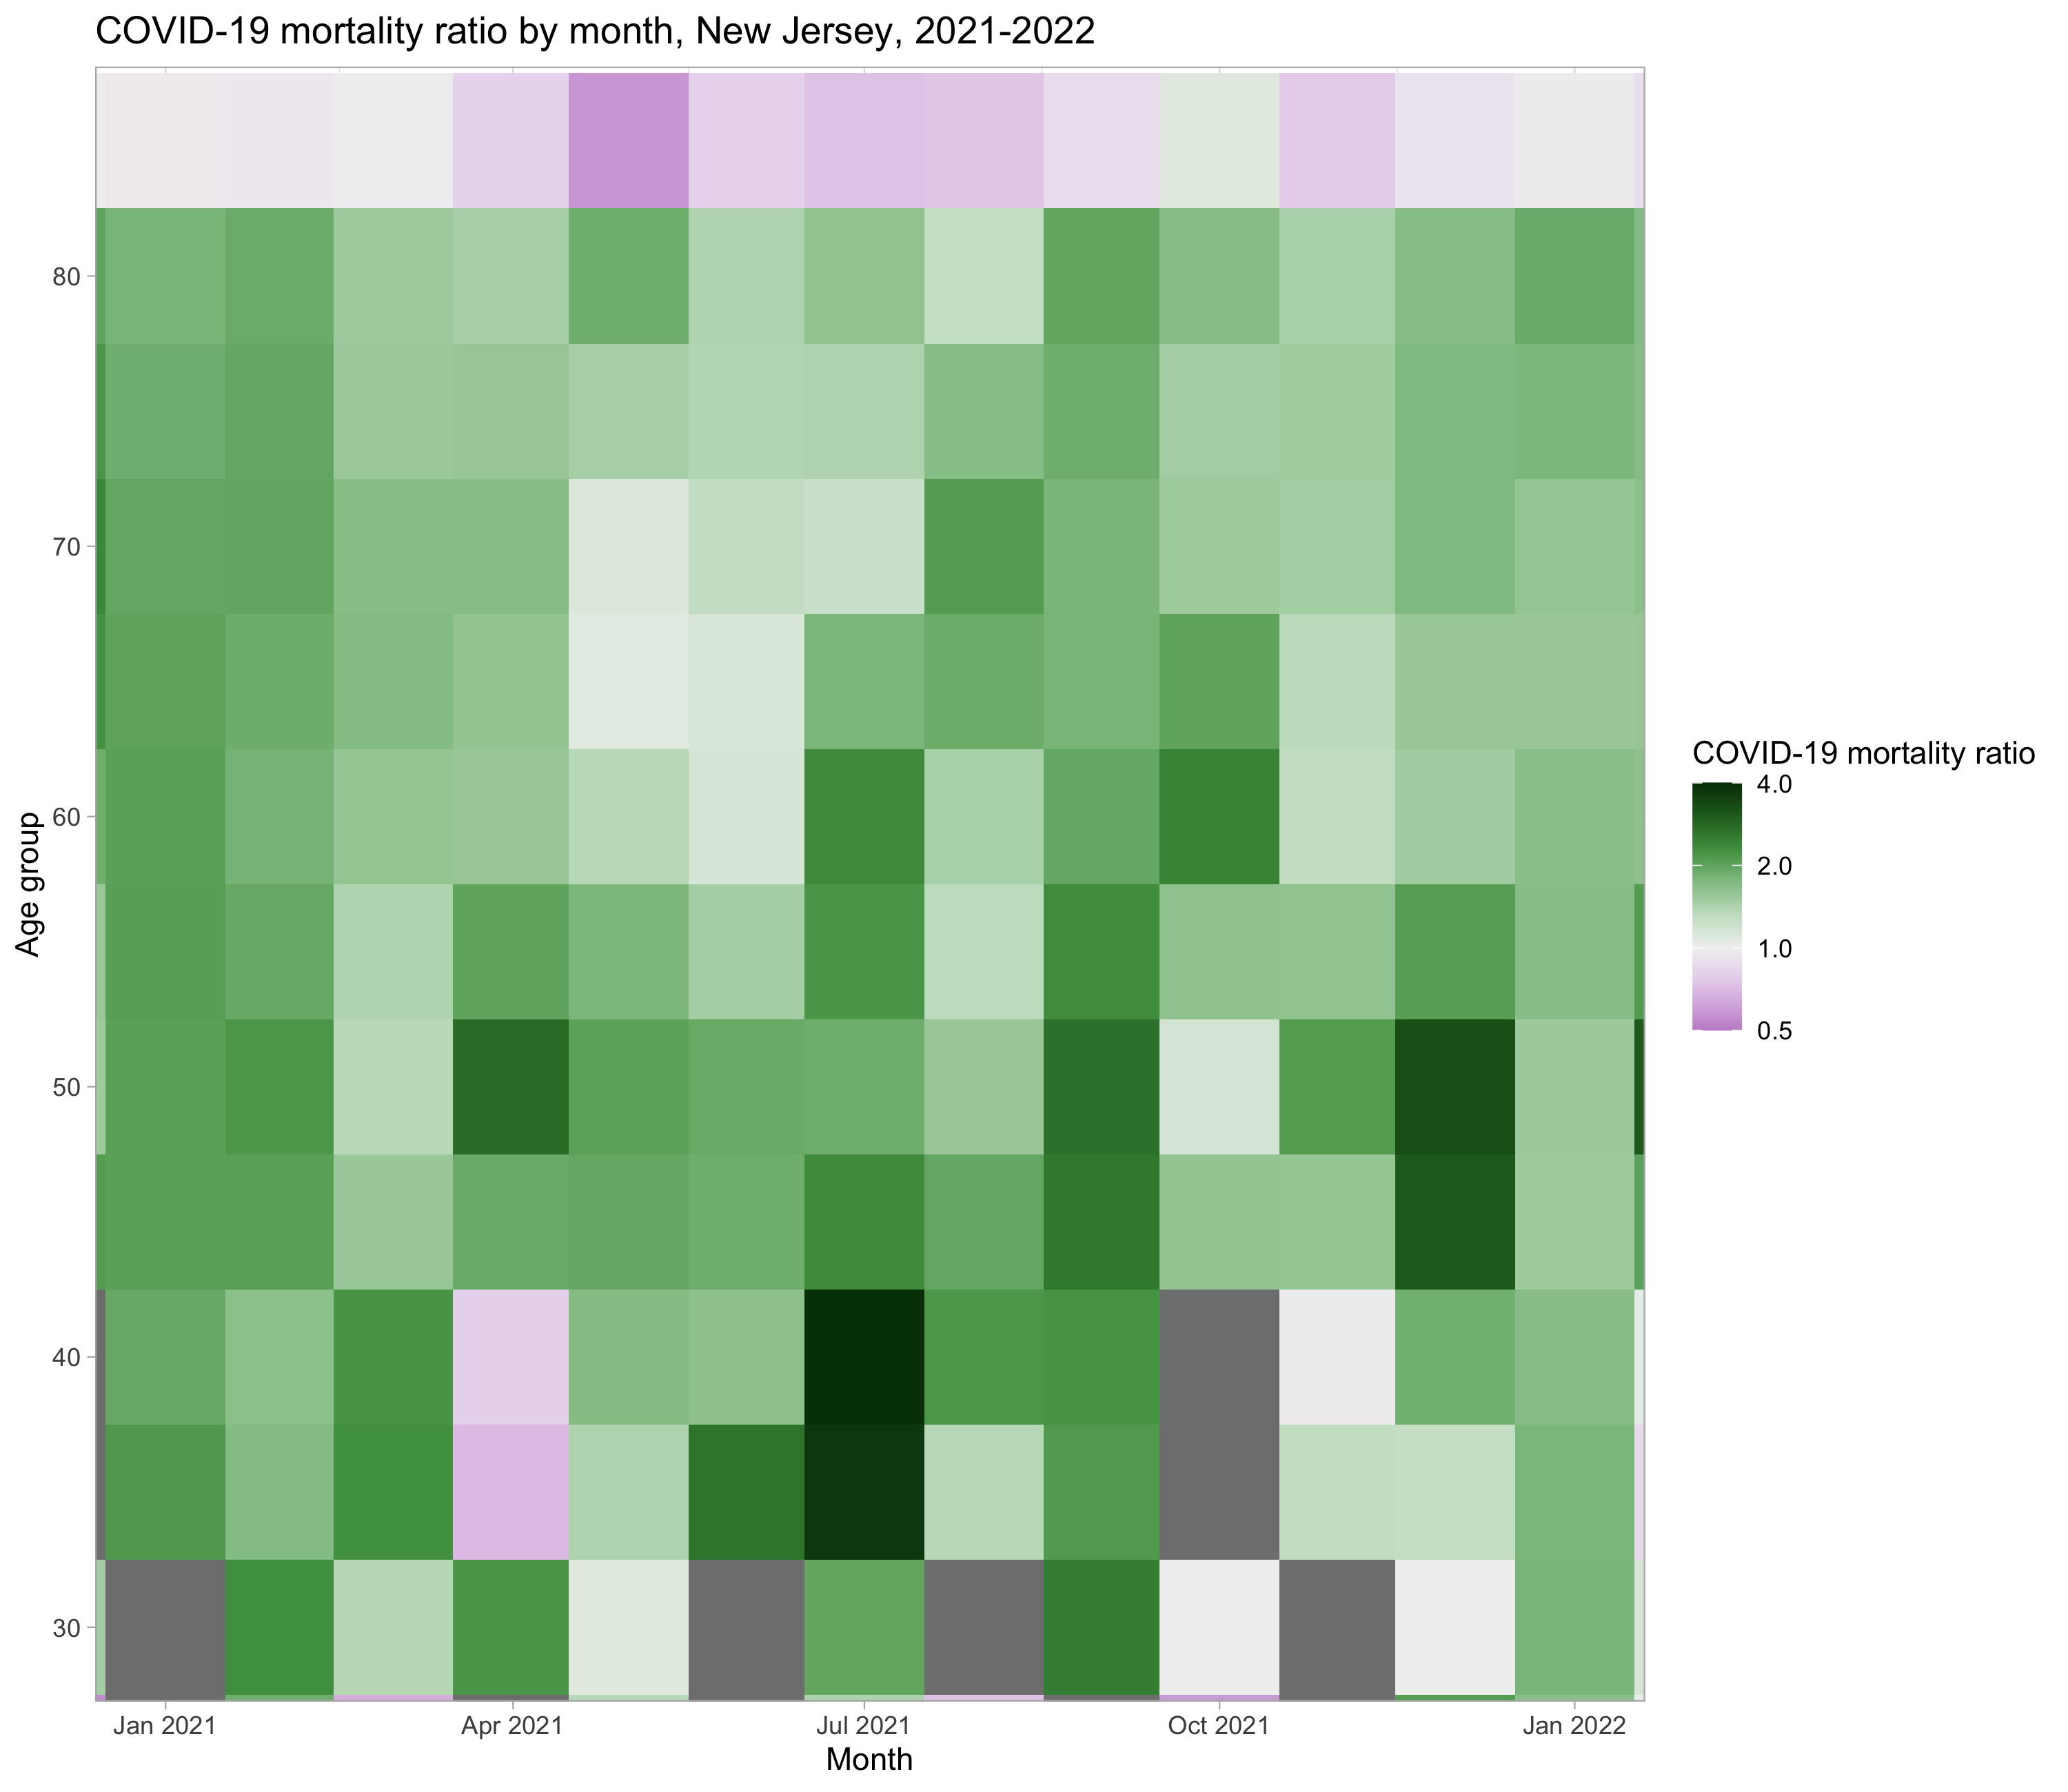 COVID-19 mortality ratio by month, New Jersey, 2021-2022
80
70
60
50
40
30
Age group
Jan 2021 Apr 2021 Jul 2021 Oct 2021 Jan 2022
Month
COVID-19 mortality ratio
4.0
2.0
1.0
0.5